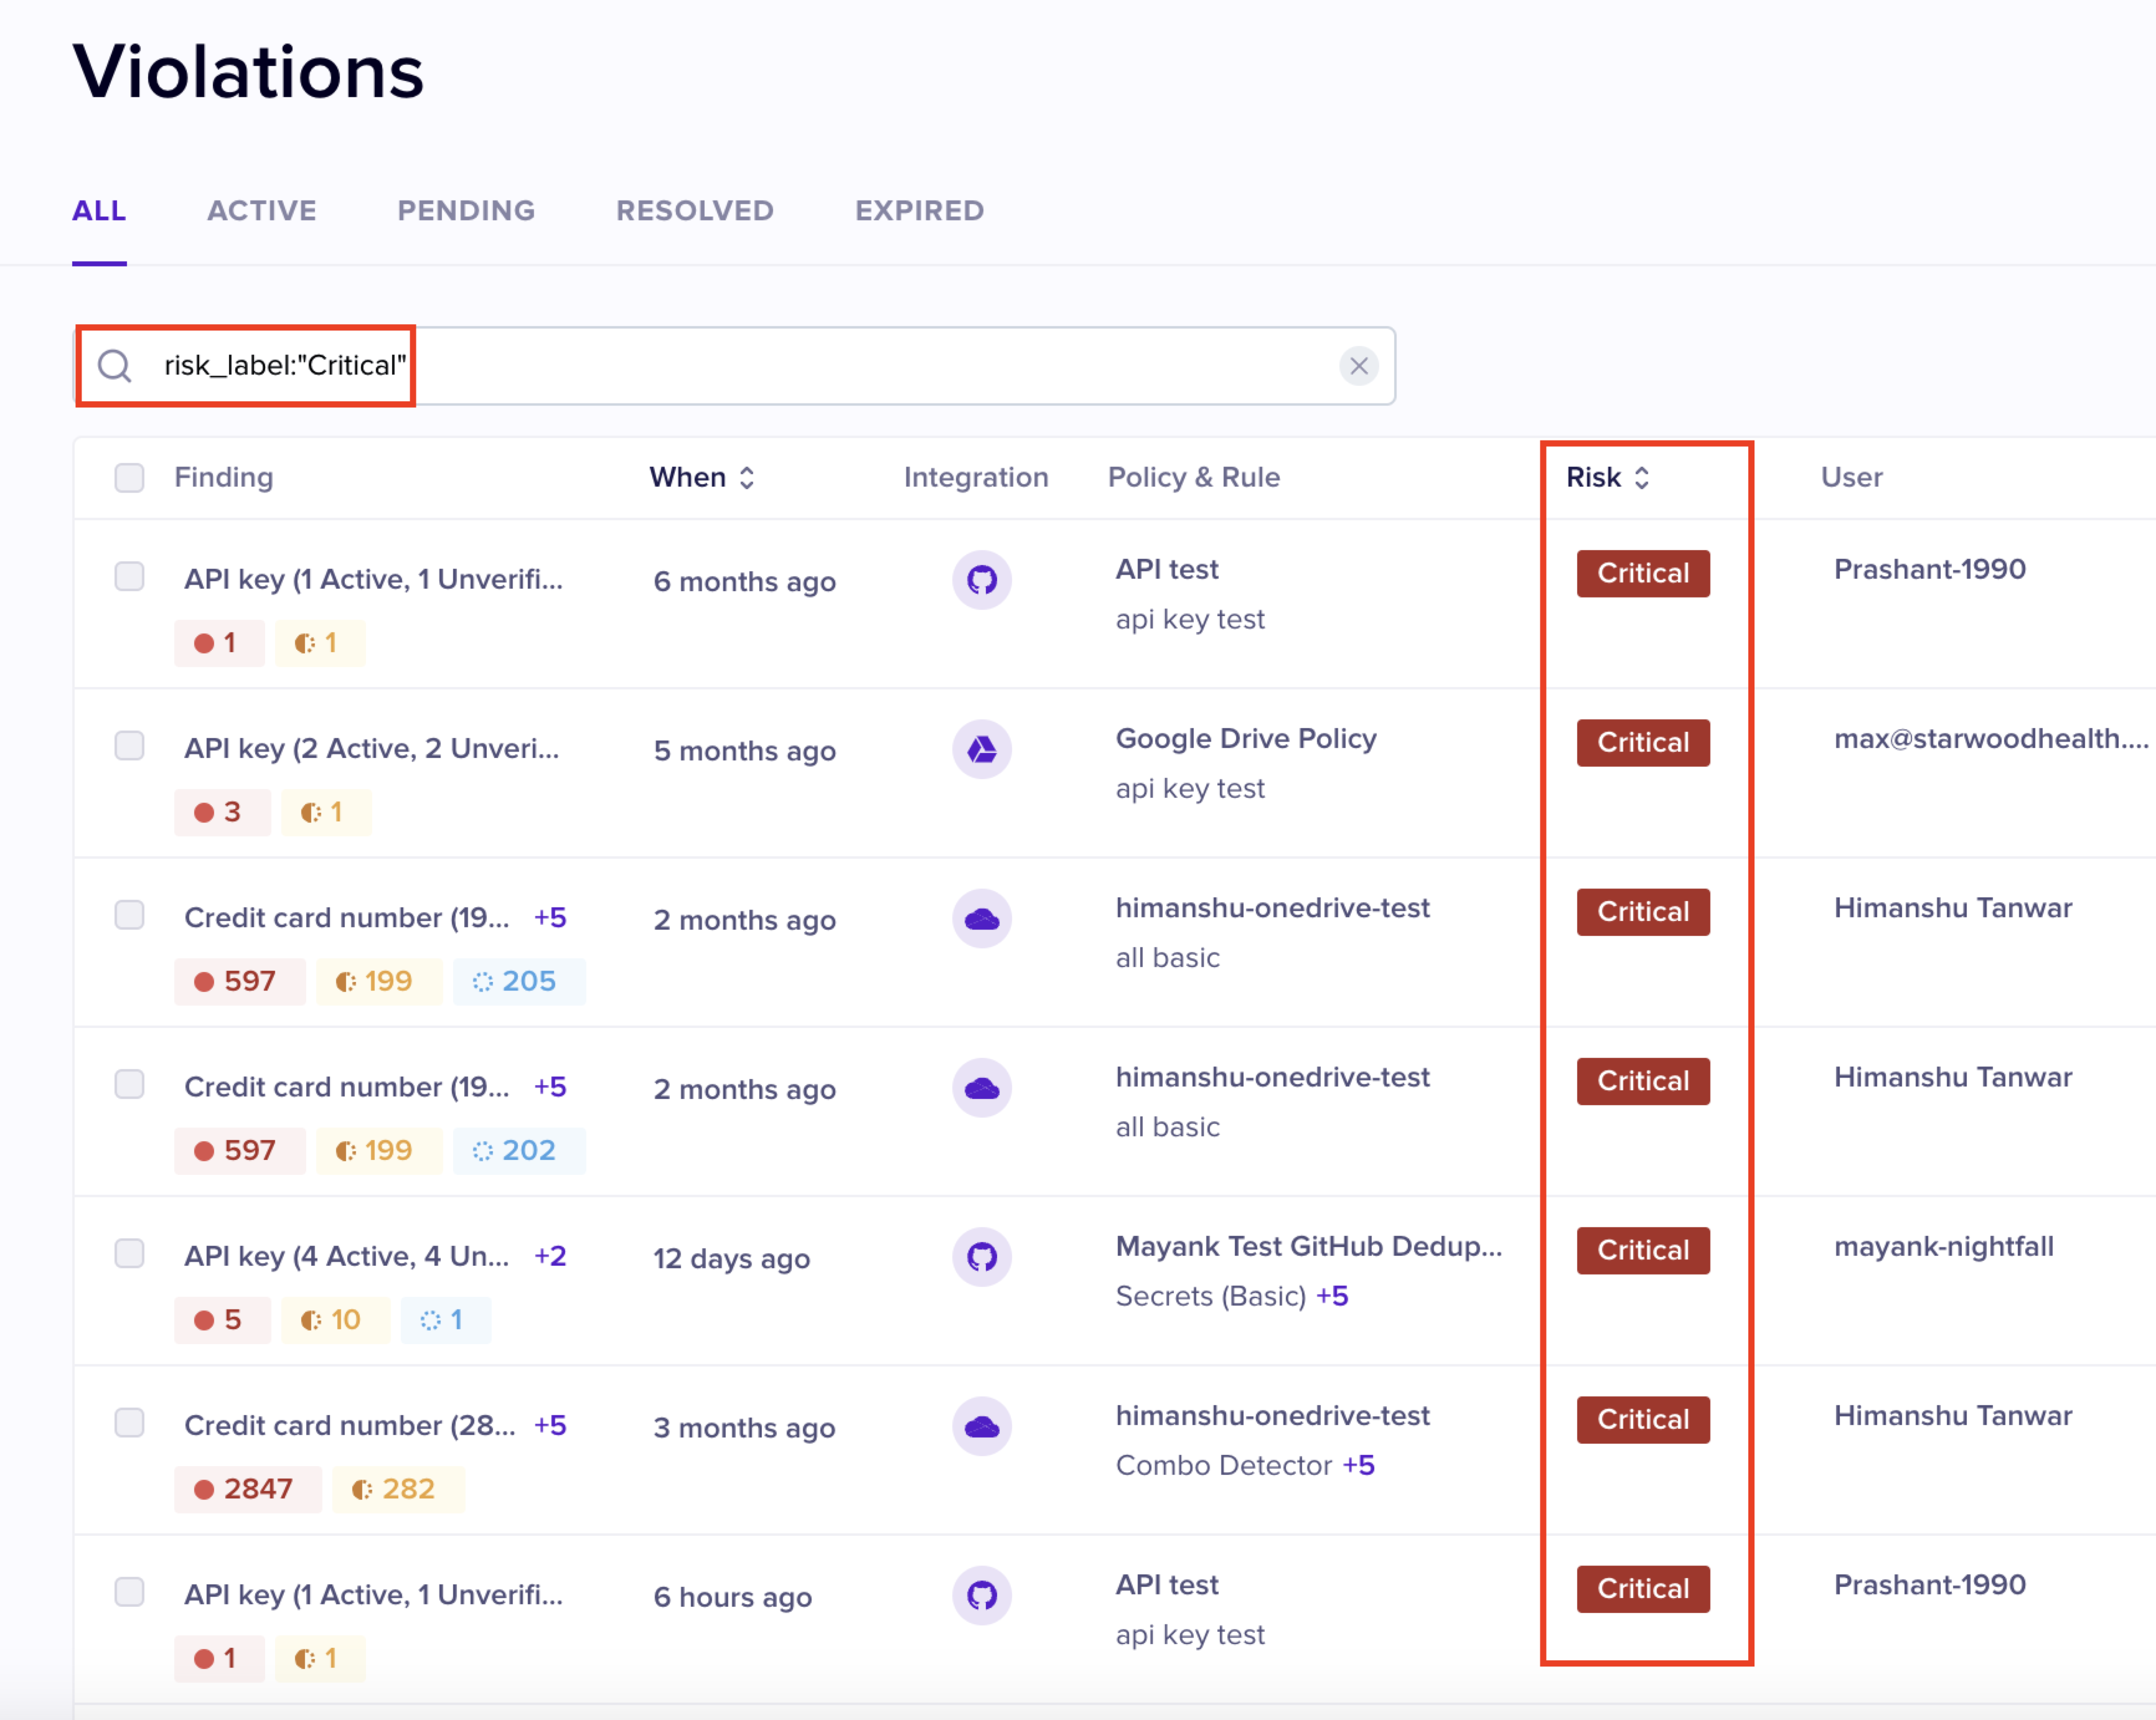 Violations
ALL ACTIVE PENDING RESOLVED EXPIRED
risk_label:"Critical"
Finding When Integration Policy & Rule Risk User
API key (1 Active, 1 Unverifi... 6 months ago API test Critical Prashant-1990
api key test
1 1
API key (2 Active, 2 Unveri... 5 months ago Google Drive Policy Critical max@starwoodhealth....
api key test
3 1
Credit card number (19... +5 2 months ago himanshu-onedrive-test Critical Himanshu Tanwar
all basic
597 199 205
Credit card number (19... +5 2 months ago himanshu-onedrive-test Critical Himanshu Tanwar
all basic
597 199 202
API key (4 Active, 4 Un... +2 12 days ago Mayank Test GitHub Dedup... Critical mayank-nightfall
Secrets (Basic) +5
5 10 1
Credit card number (28... +5 3 months ago himanshu-onedrive-test Critical Himanshu Tanwar
Combo Detector +5
2847 282
API key (1 Active, 1 Unverifi... 6 hours ago API test Critical Prashant-1990
api key test
1 1